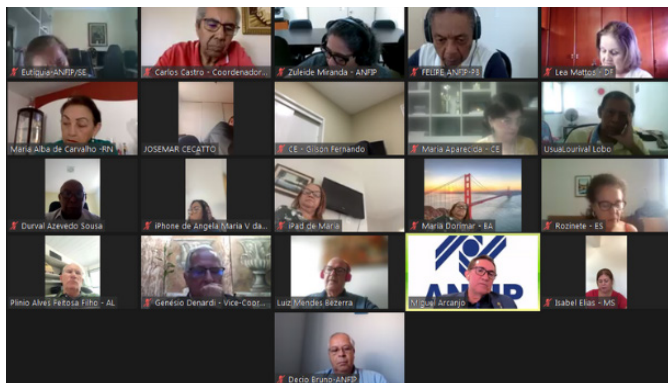 Eutíquia-ANFIP/SE
Carlos Castro - Coordenador...
Zuleide Miranda - ANFIP
FELIPE ANFIP-PB
Lea Mattos - DF
Maria Alba de Carvalho -RN
JOSEMAR CECATTO
CE - Gilson Fernando
Maria Aparecida - CE
UsuaLourival Lobo
Durval Azevedo Sousa
iPhone de Angela Maria V da...
iPad de Maria
Maria Dorimar - BA
Rozinete - ES
Plinio Alves Feitosa Filho - AL
Genésio Denardi - Vice-Coor...
Luiz Mendes Bezerra
ANFIP
Miguel Arcanjo
Isabel Elias - MS
Decio Bruno-ANFIP